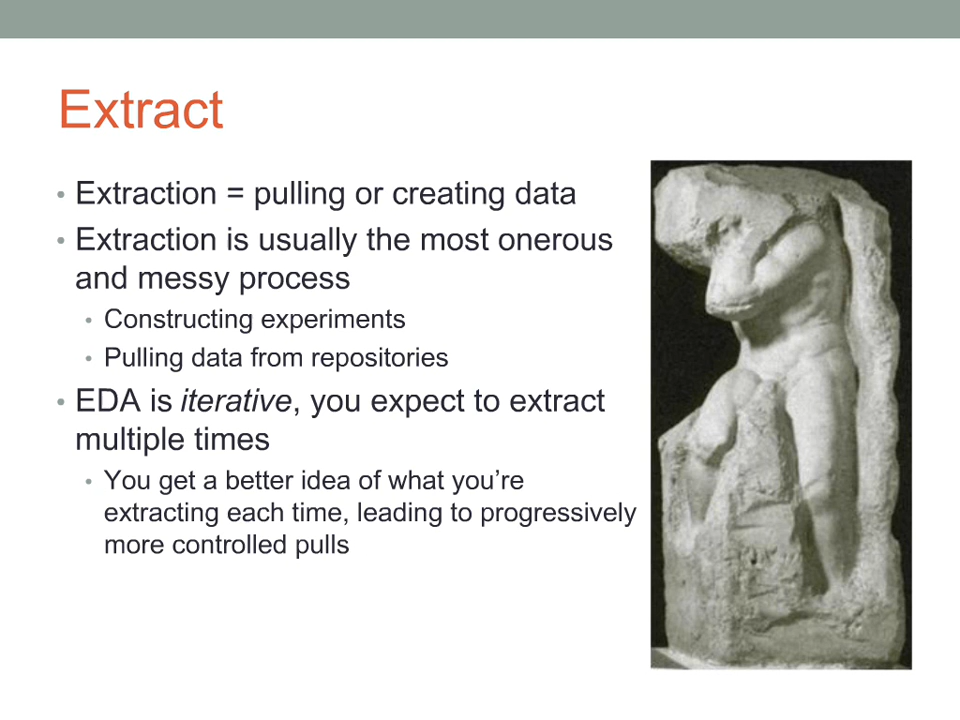 Extract
• Extraction = pulling or creating data
• Extraction is usually the most onerous
and messy process
• Constructing experiments
• Pulling data from repositories
• EDA is iterative, you expect to extract
multiple times
• You get a better idea of what you’re
extracting each time, leading to progressively
more controlled pulls